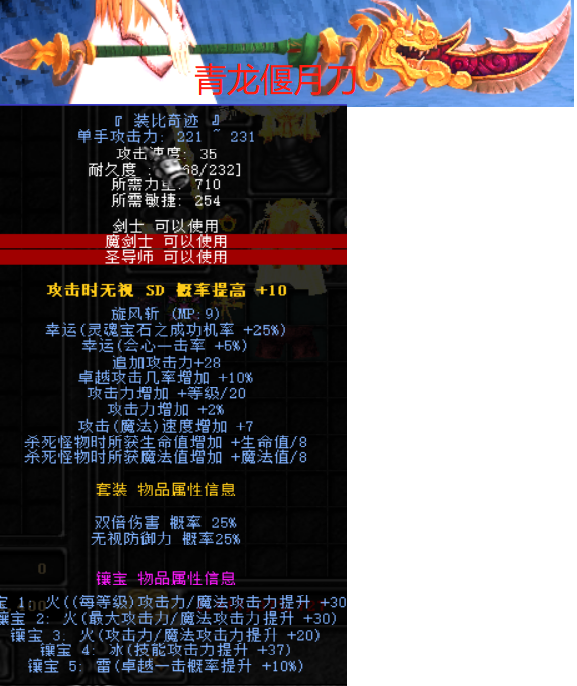 青龙偃月刀
『 装比奇迹 』
单手攻击力: 221 ~ 231
攻击速度: 35
耐久度 : 68/232]
所需力量: 710
所需敏捷: 254
剑士 可以使用
魔剑士 可以使用
圣导师 可以使用
攻击时无视 SD 概率提高 +10
旋风斩 (MP:9)
幸运(灵魂宝石之成功机率 +25%)
幸运(会心一击率 +5%)
追加攻击力+28
卓越攻击几率增加 +10%
攻击力增加 +等级/20
攻击力增加 +2%
攻击(魔法)速度增加 +7
杀死怪物时所获生命值增加 +生命值/8
杀死怪物时所获魔法值增加 +魔法值/8
套装 物品属性信息
双倍伤害 概率 25%
无视防御力 概率25%
0
镶宝 物品属性信息
宝 1: 火((每等级)攻击力/魔法攻击力提升 +30
镶宝 2: 火(最大攻击力/魔法攻击力提升 +30)
镶宝 3: 火(攻击力/魔法攻击力提升 +20)
镶宝 4: 冰(技能攻击力提升 +37)
镶宝 5: 雷(卓越一击概率提升 +10%)